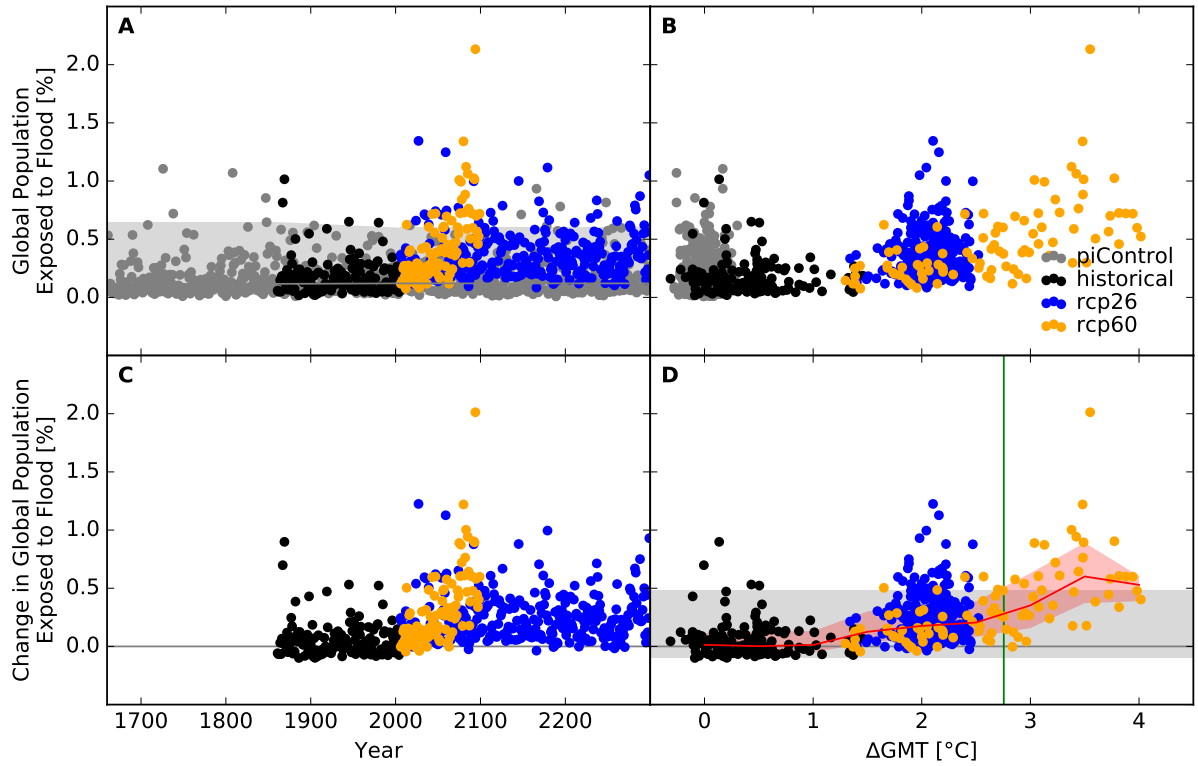 A
B
Global Population
Exposed to Flood [%]
2.0
1.5
1.0
0.5
0.0
piControl
historical
rcp26
rcp60
C
D
Change in Global Population
Exposed to Flood [%]
2.0
1.5
1.0
0.5
0.0
1700 1800 1900 2000 2100 2200
0 1 2 3 4
Year
ΔGMT [°C]